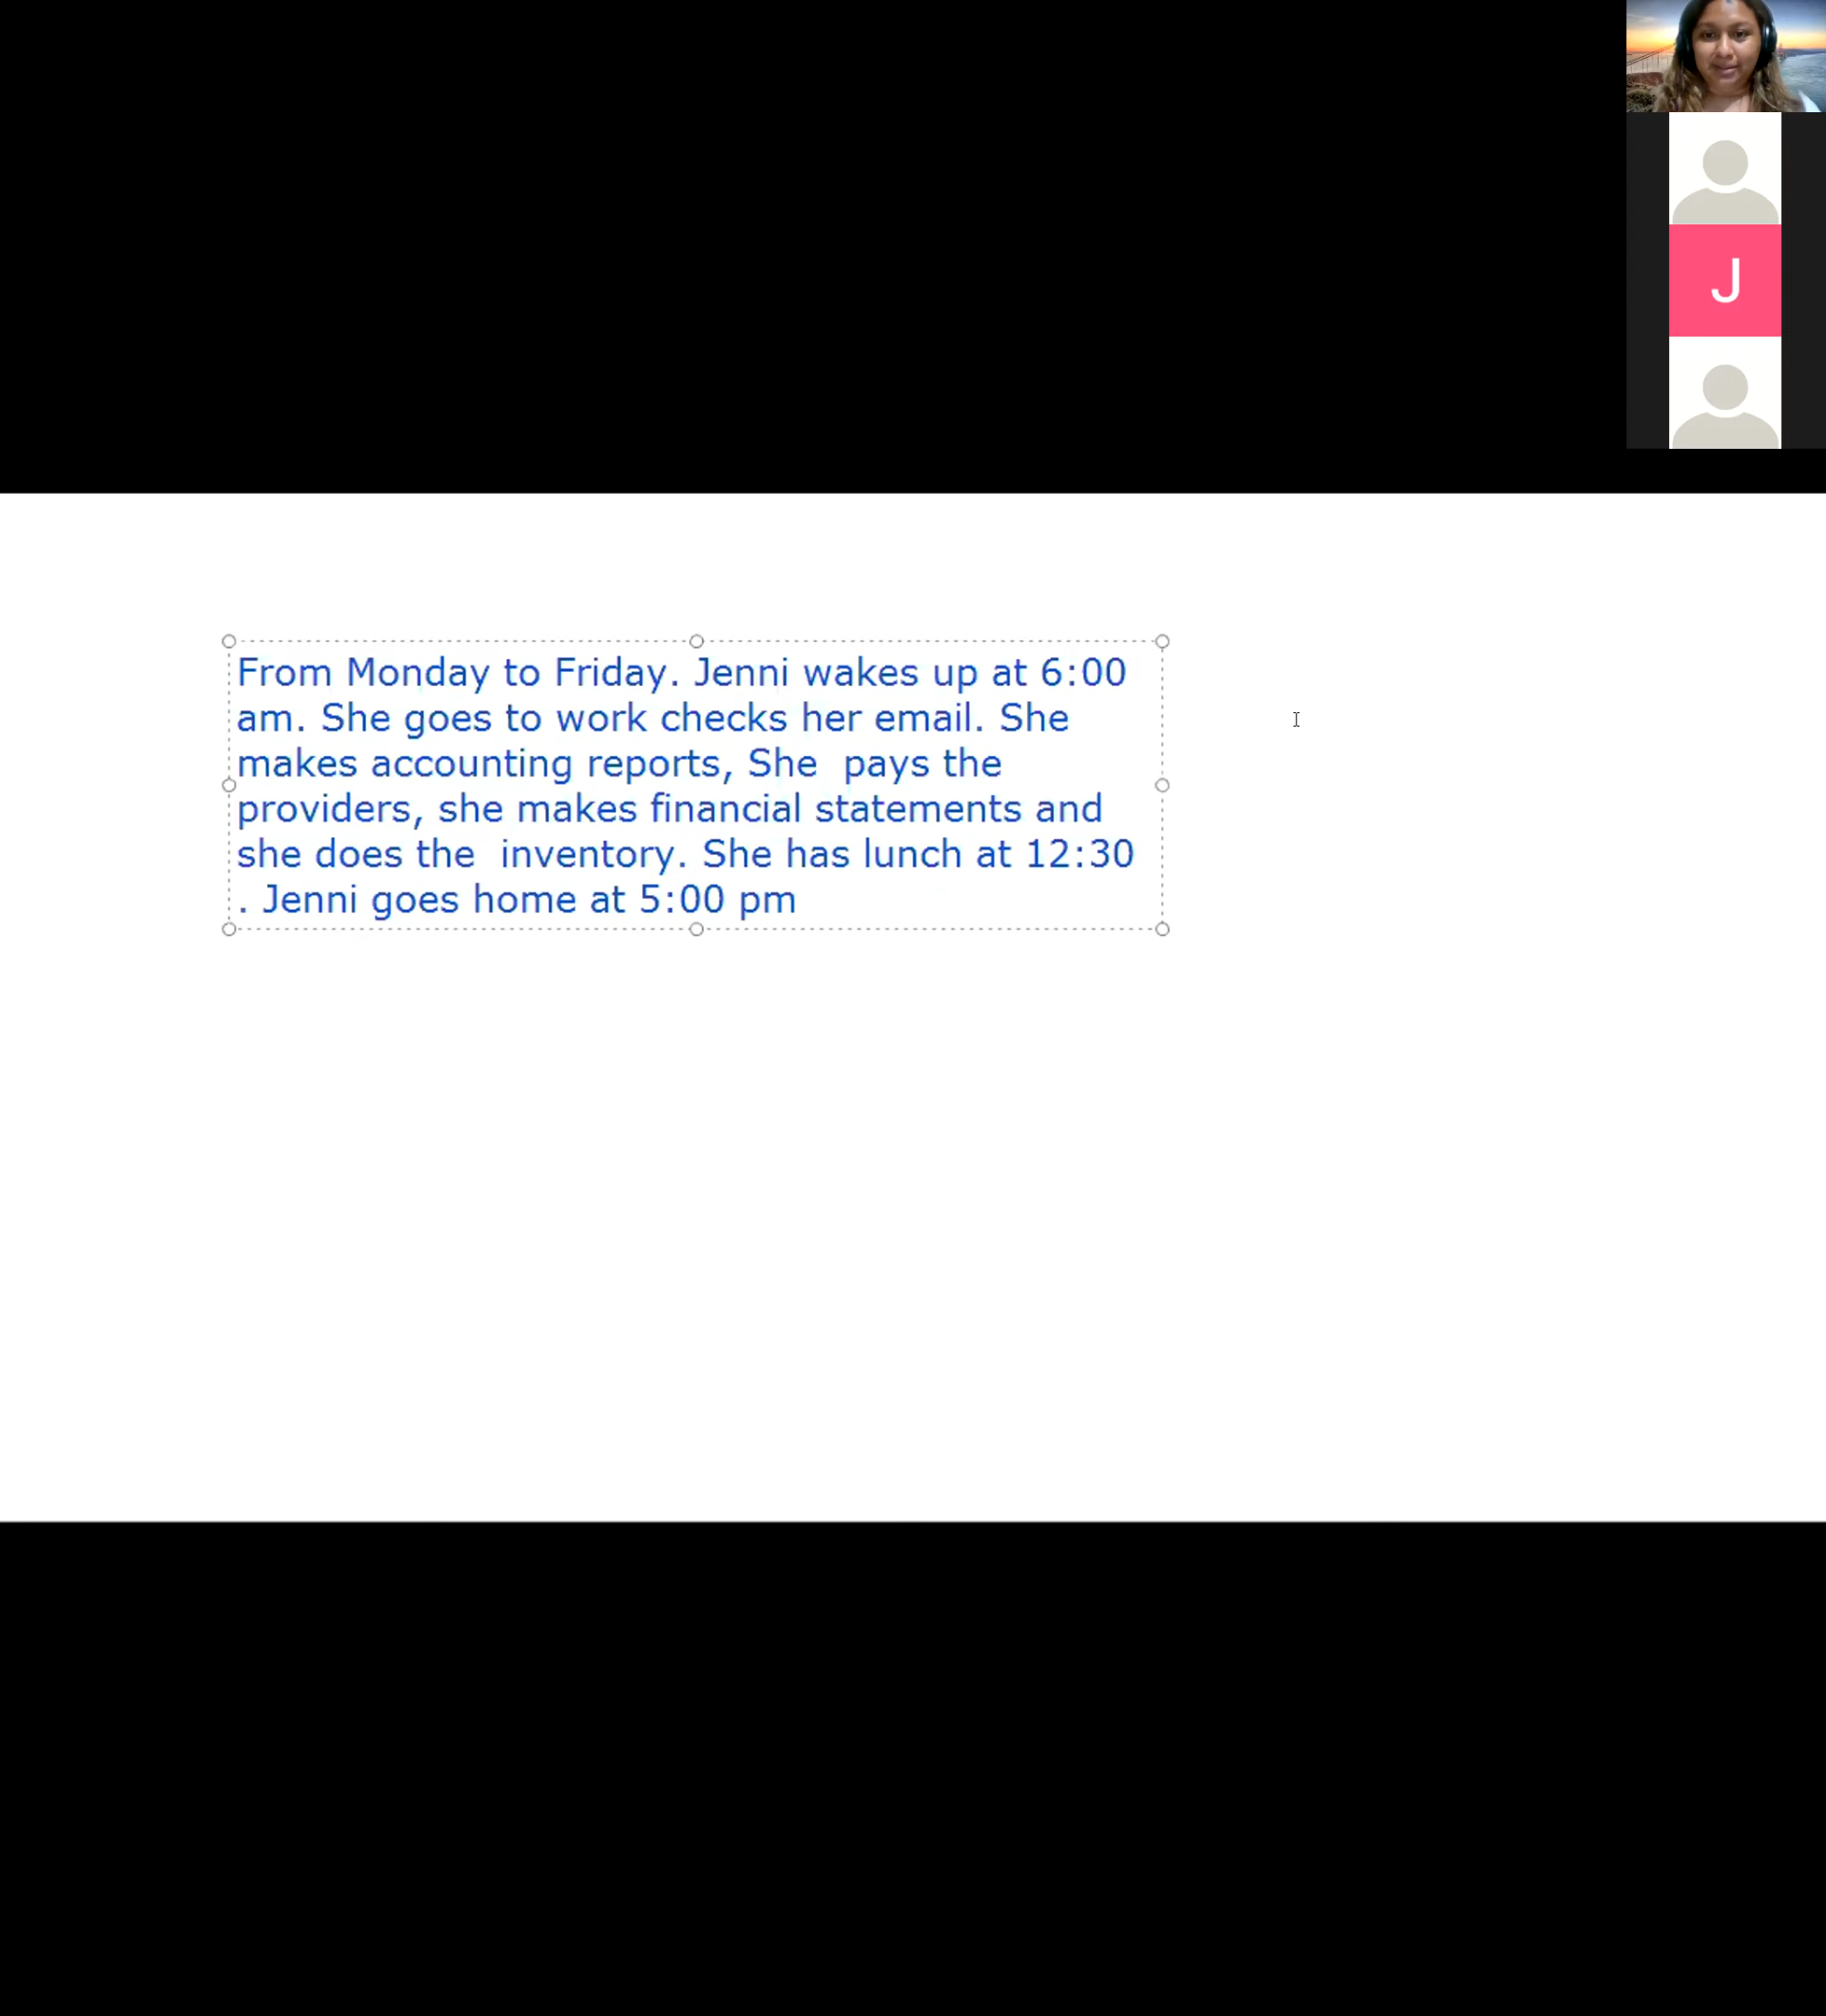 J
From Monday to Friday. Jenni wakes up at 6:00
am. She goes to work checks her email. She
makes accounting reports, She  pays the
providers, she makes financial statements and
she does the  inventory. She has lunch at 12:30
. Jenni goes home at 5:00 pm